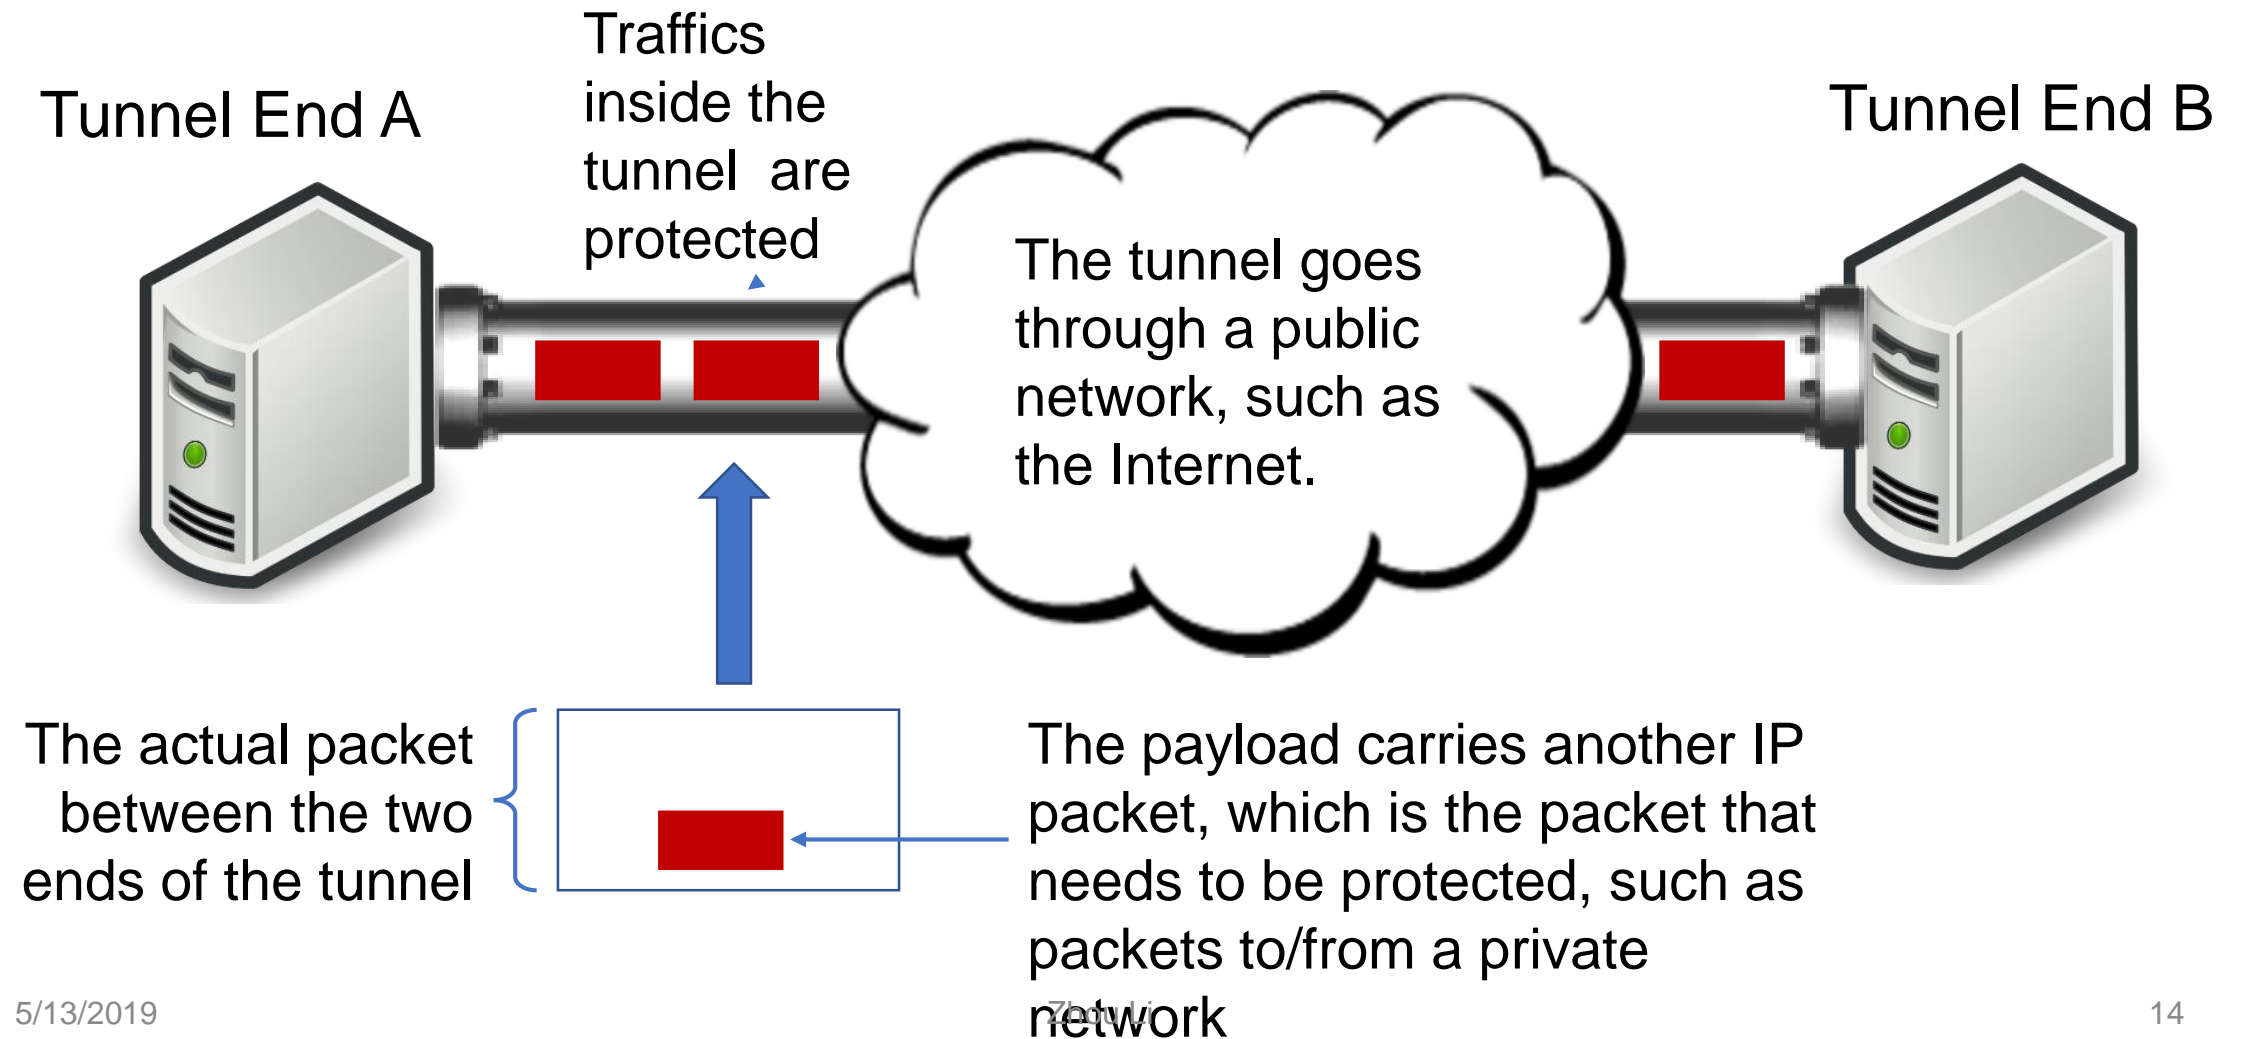 Traffics
inside the
tunnel are
protected
Tunnel End A
Tunnel End B
The tunnel goes
through a public
network, such as
the Internet.
The actual packet
between the two
ends of the tunnel
The payload carries another IP
packet, which is the packet that
needs to be protected, such as
packets to/from a private
network
5/13/2019
Zhou Li
14